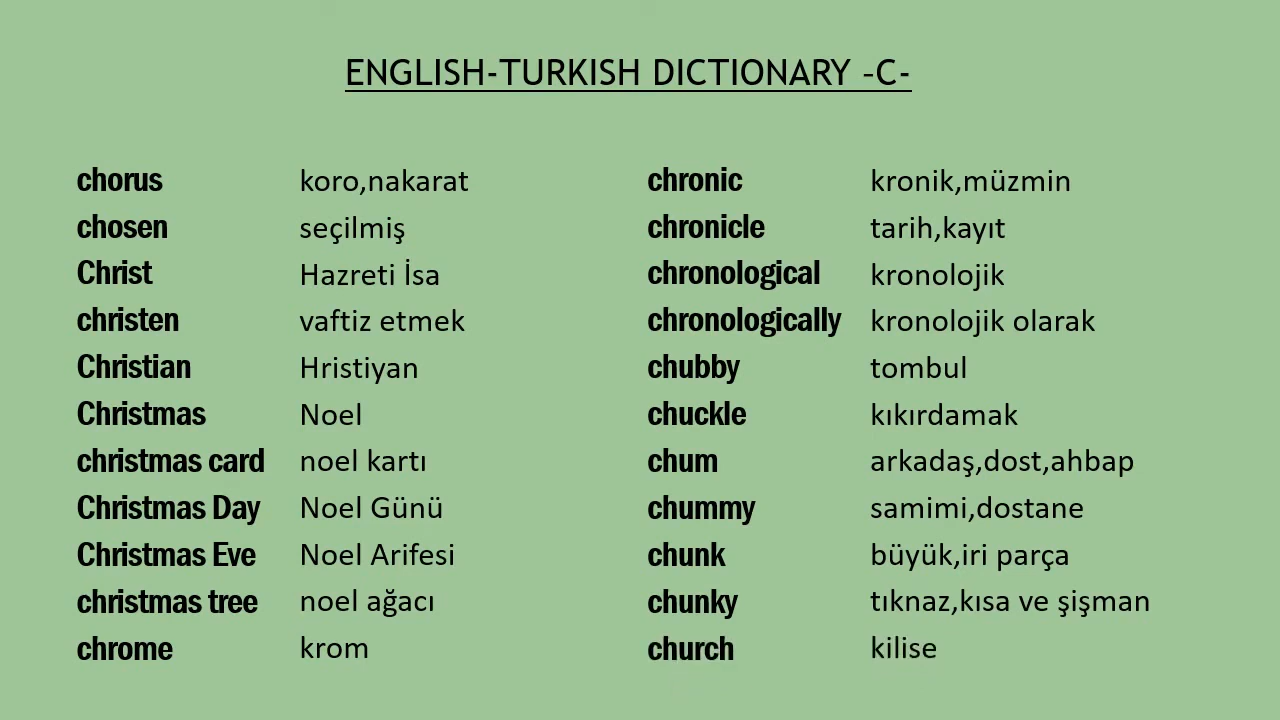 ENGLISH-TURKISH DICTIONARY -C-
chorus koro,nakarat
chosen seçilmiş
Christ Hazreti İsa
christen vaftiz etmek
Christian Hristiyan
Christmas Noel
christmas card noel kartı
Christmas Day Noel Günü
Christmas Eve Noel Arifesi
christmas tree noel ağacı
chrome krom
chronic kronik,müzmin
chronicle tarih,kayıt
chronological kronolojik
chronologically kronolojik olarak
chubby tombul
chuckle kıkırdamak
chum arkadaş,dost,ahbap
chummy samimi,dostane
chunk büyük,iri parça
chunky tıknaz,kısa ve şişman
church kilise